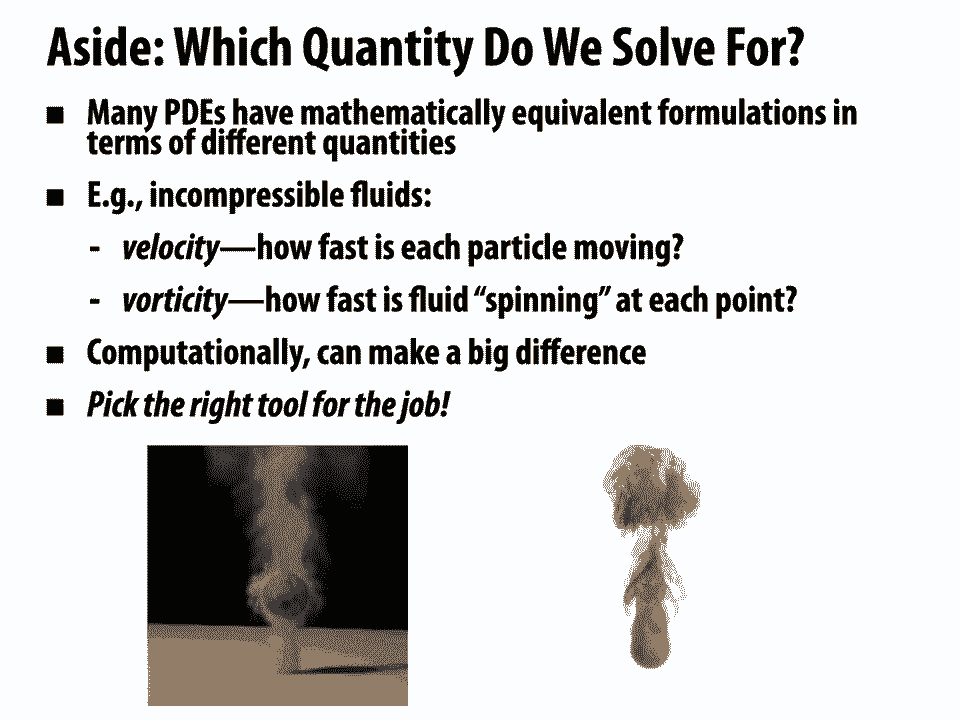 Aside: Which Quantity Do We Solve For?
■ Many PDEs have mathematically equivalent formulations in
terms of different quantities
■ E.g., incompressible fluids:
- velocity—how fast is each particle moving?
- vorticity—how fast is fluid “spinning” at each point?
■ Computationally, can make a big difference
■ Pick the right tool for the job!